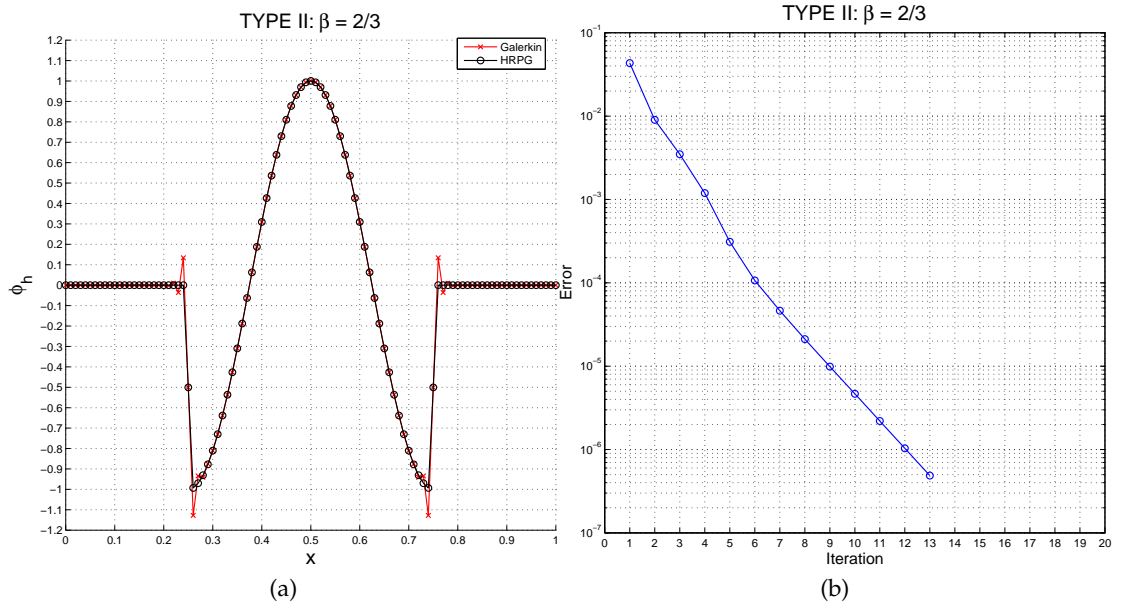 TYPE II: β = 2/3
1.2
1.1
1
0.9
0.8
0.7
0.6
0.5
0.4
0.3
0.2
0.1
0
−0.1
−0.2
−0.3
−0.4
−0.5
−0.6
−0.7
−0.8
−0.9
−1
−1.1
−1.2
ϕh
Galerkin
HRPG
0 0.1 0.2 0.3 0.4 0.5 0.6 0.7 0.8 0.9 1
x
(a)
TYPE II: β = 2/3
10⁻¹
10⁻²
10⁻³
10⁻⁴
10⁻⁵
10⁻⁶
10⁻⁷
Error
0 1 2 3 4 5 6 7 8 9 10 11 12 13 14 15 16 17 18 19 20
Iteration
(b)